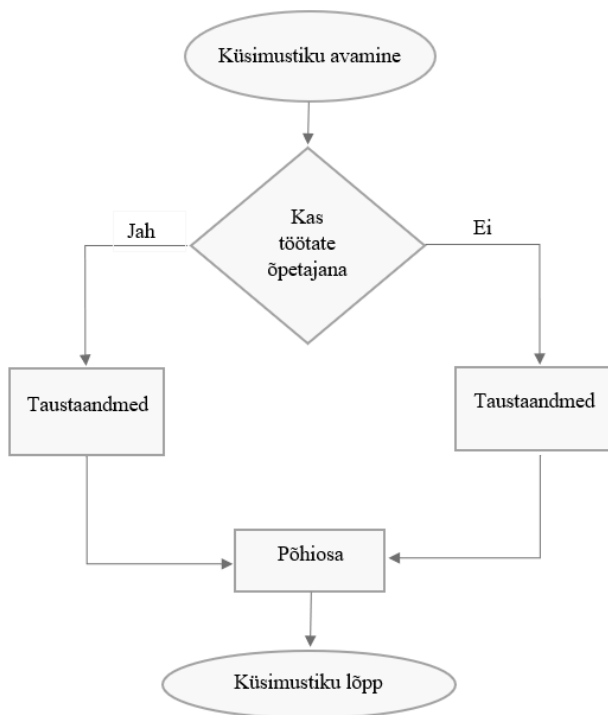 Küsimustiku avamine
Kas
töötate
õpetajana
Jah
Ei
Taustaandmed
Taustaandmed
Põhiosa
Küsimustiku lõpp